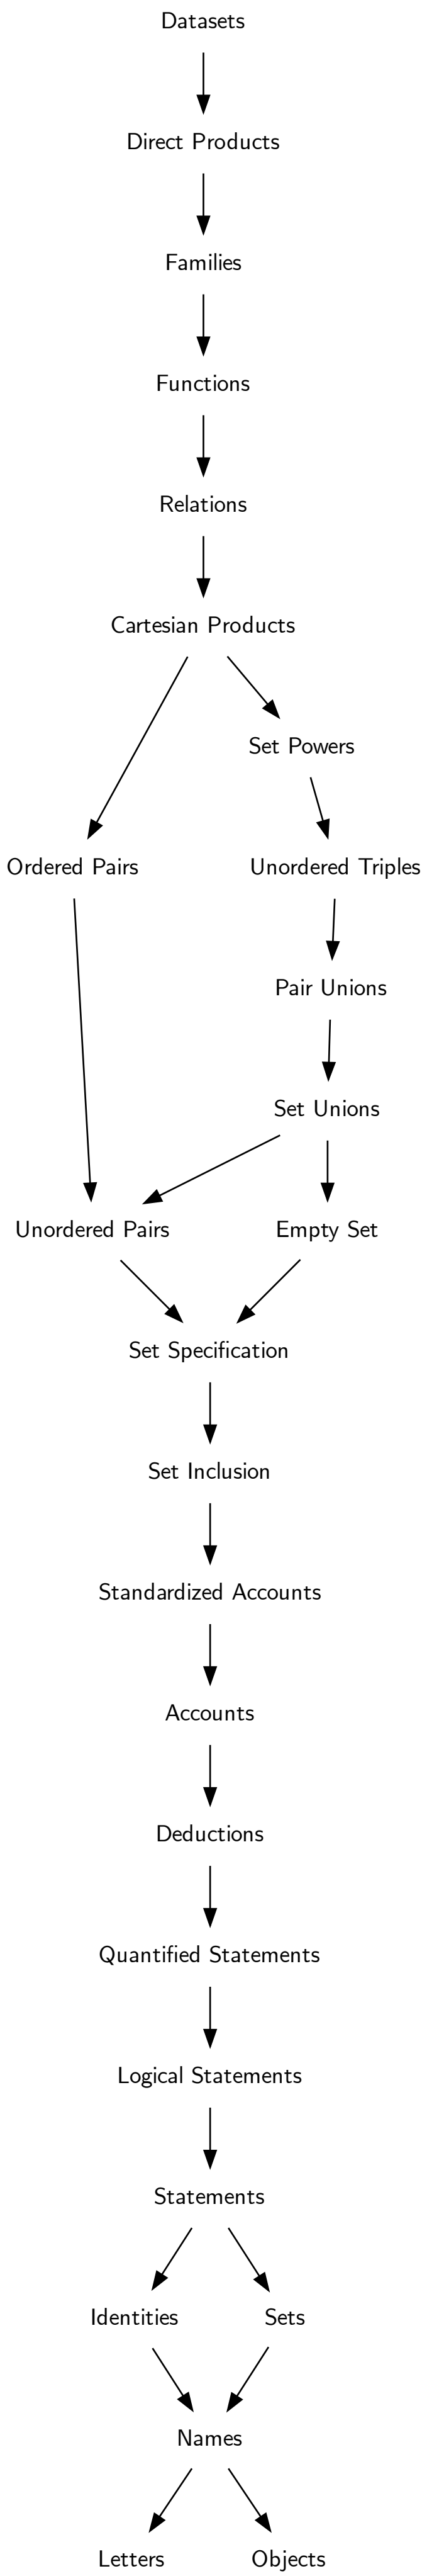 Datasets
Direct Products
Families
Functions
Relations
Cartesian Products
Set Powers
Ordered Pairs
Unordered Triples
Pair Unions
Set Unions
Unordered Pairs
Empty Set
Set Specification
Set Inclusion
Standardized Accounts
Accounts
Deductions
Quantified Statements
Logical Statements
Statements
Identities
Sets
Names
Letters
Objects